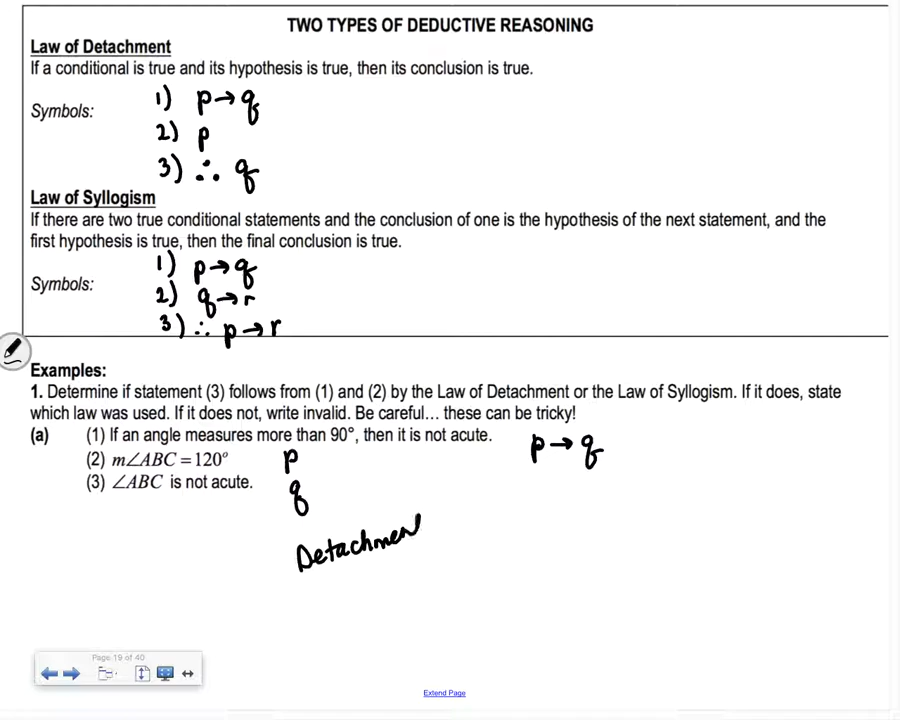 TWO TYPES OF DEDUCTIVE REASONING
Law of Detachment
If a conditional is true and its hypothesis is true, then its conclusion is true.
Symbols:
1) p→q
2) p
3) ∴ q
Law of Syllogism
If there are two true conditional statements and the conclusion of one is the hypothesis of the next statement, and the
first hypothesis is true, then the final conclusion is true.
Symbols:
1) p→q
2) q→r
3) ∴ p→r
Examples:
1. Determine if statement (3) follows from (1) and (2) by the Law of Detachment or the Law of Syllogism. If it does, state
which law was used. If it does not, write invalid. Be careful… these can be tricky!
(a) (1) If an angle measures more than 90°, then it is not acute. p→q
(2) m∠ABC = 120° p
(3) ∠ABC is not acute. q
Detachmen
Page 19 of 40
Extend Page